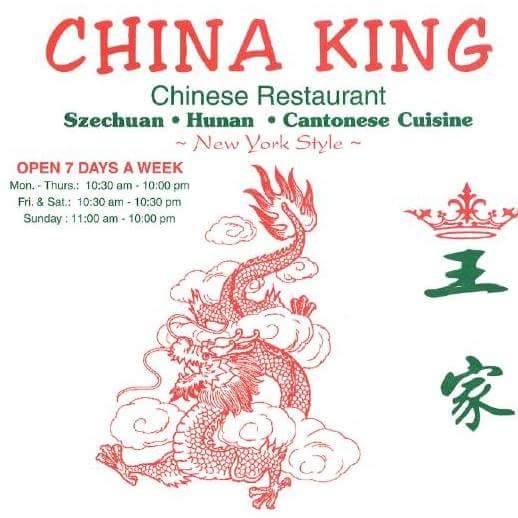 CHINA KING
Chinese Restaurant
Szechuan • Hunan • Cantonese Cuisine
~ New York Style ~
OPEN 7 DAYS A WEEK
Mon. - Thurs.: 10:30 am - 10:00 pm
Fri. & Sat.: 10:30 am - 10:30 pm
Sunday : 11:00 am - 10:00 pm
王
家